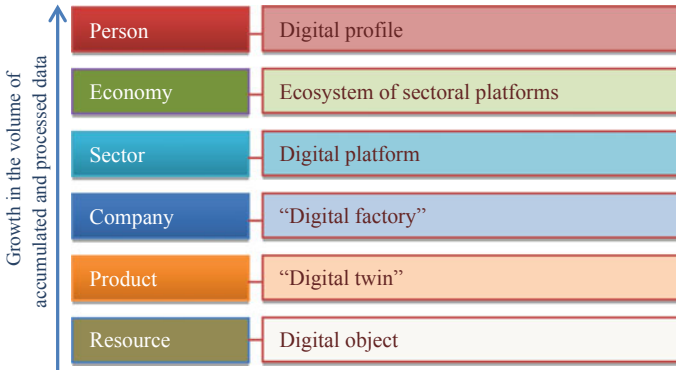 Growth in the volume of
accumulated and processed data
Person
Digital profile
Economy
Ecosystem of sectoral platforms
Sector
Digital platform
Company
“Digital factory”
Product
“Digital twin”
Resource
Digital object